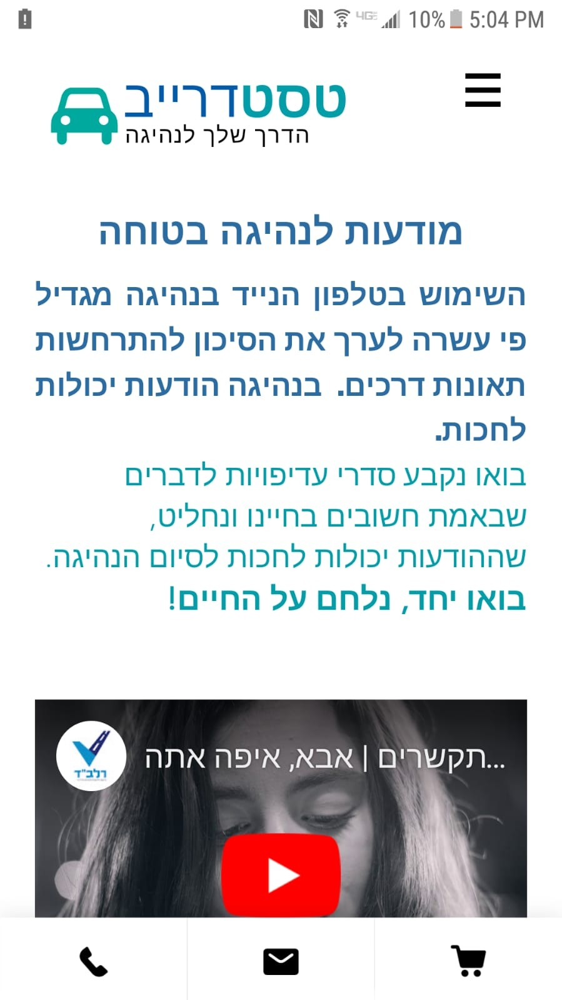 10% 5:04 PM
4G
טסטדרייב
הדרך שלך לנהיגה
מודעות לנהיגה בטוחה
השימוש בטלפון הנייד בנהיגה מגדיל
פי עשרה לערך את הסיכון להתרחשות
תאונות דרכים. בנהיגה הודעות יכולות
לחכות.
בואו נקבע סדרי עדיפויות לדברים
שבאמת חשובים בחיינו ונחליט,
שההודעות יכולות לחכות לסיום הנהיגה.
בואו יחד, נלחם על החיים!
תקשרים | אבא, איפה אתה...
רלב"ד